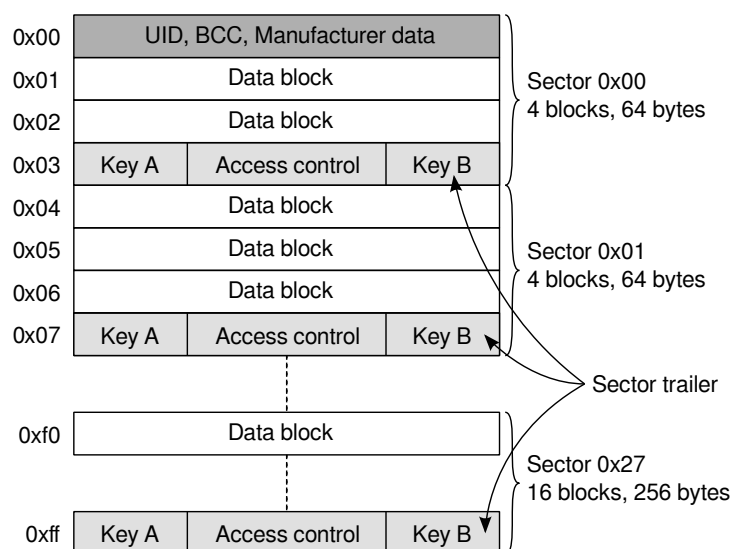 0x00 UID, BCC, Manufacturer data
0x01 Data block
0x02 Data block
0x03 Key A Access control Key B
Sector 0x00
4 blocks, 64 bytes
0x04 Data block
0x05 Data block
0x06 Data block
0x07 Key A Access control Key B
Sector 0x01
4 blocks, 64 bytes
Sector trailer
0xf0 Data block
0xff Key A Access control Key B
Sector 0x27
16 blocks, 256 bytes